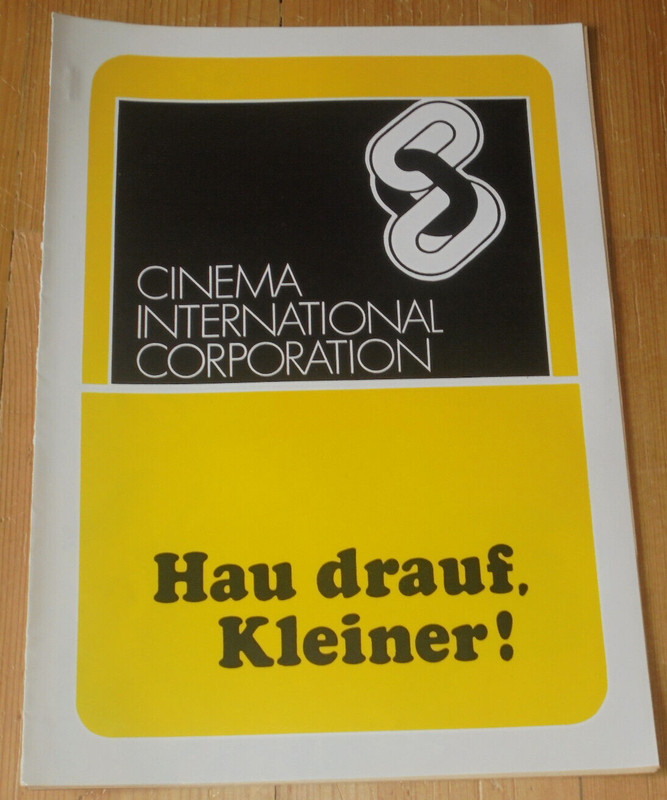 CINEMA
INTERNATIONAL
CORPORATION
Hau drauf,
Kleiner!